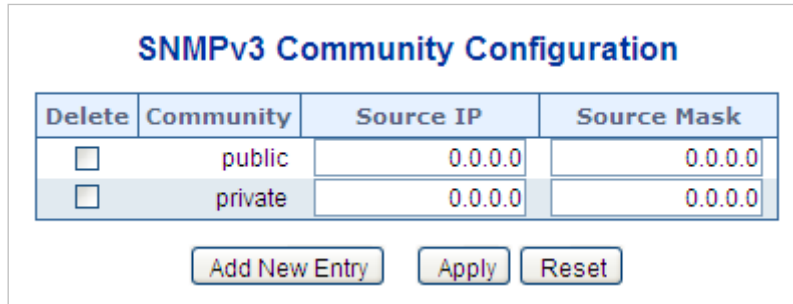 SNMPv3 Community Configuration
Delete Community Source IP Source Mask
public 0.0.0.0 0.0.0.0
private 0.0.0.0 0.0.0.0
Add New Entry Apply Reset